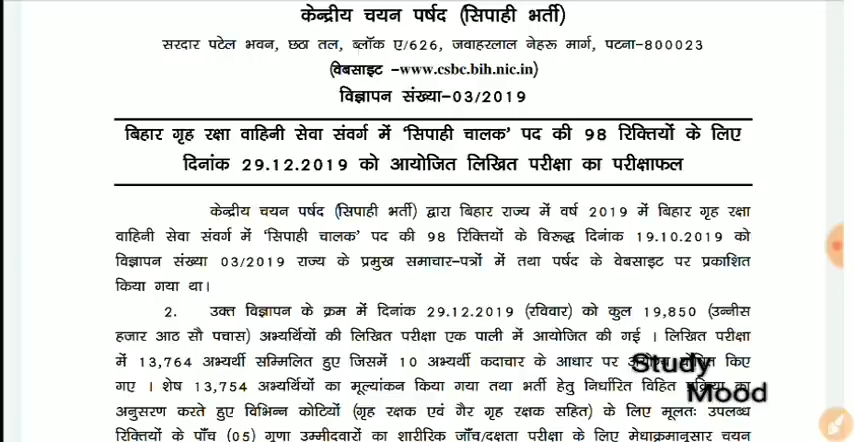 केन्द्रीय चयन पर्षद (सिपाही भर्ती)
सरदार पटेल भवन, छठा तल, ब्लॉक ए/626, जवाहरलाल नेहरू मार्ग, पटना-800023
(वेबसाइट –www.csbc.bih.nic.in)
विज्ञापन संख्या-03/2019
बिहार गृह रक्षा वाहिनी सेवा संवर्ग में ‘सिपाही चालक’ पद की 98 रिक्तियों के लिए
दिनांक 29.12.2019 को आयोजित लिखित परीक्षा का परीक्षाफल
केन्द्रीय चयन पर्षद (सिपाही भर्ती) द्वारा बिहार राज्य में वर्ष 2019 में बिहार गृह रक्षा
वाहिनी सेवा संवर्ग में ‘सिपाही चालक’ पद की 98 रिक्तियों के विरूद्ध दिनांक 19.10.2019 को
विज्ञापन संख्या 03/2019 राज्य के प्रमुख समाचार-पत्रों में तथा पर्षद के वेबसाइट पर प्रकाशित
किया गया था।
2. उक्त विज्ञापन के क्रम में दिनांक 29.12.2019 (रविवार) को कुल 19,850 (उन्नीस
हजार आठ सौ पचास) अभ्यर्थियों की लिखित परीक्षा एक पाली में आयोजित की गई । लिखित परीक्षा
में 13,764 अभ्यर्थी सम्मिलित हुए जिसमें 10 अभ्यर्थी कदाचार के आधार पर किए
गए । शेष 13,754 अभ्यर्थियों का मूल्यांकन किया गया तथा भर्ती हेतु निर्धारित विहित का
अनुसरण करते हुए विभिन्न कोटियों (गृह रक्षक एवं गैर गृह रक्षक सहित) के लिए मूलतः उपलब्ध
रिक्तियों के पाँच (05) गुणा उम्मीदवारों का शारीरिक जाँच/दक्षता परीक्षा के लिए मेधाक्रमानुसार चयन
Study
Mood